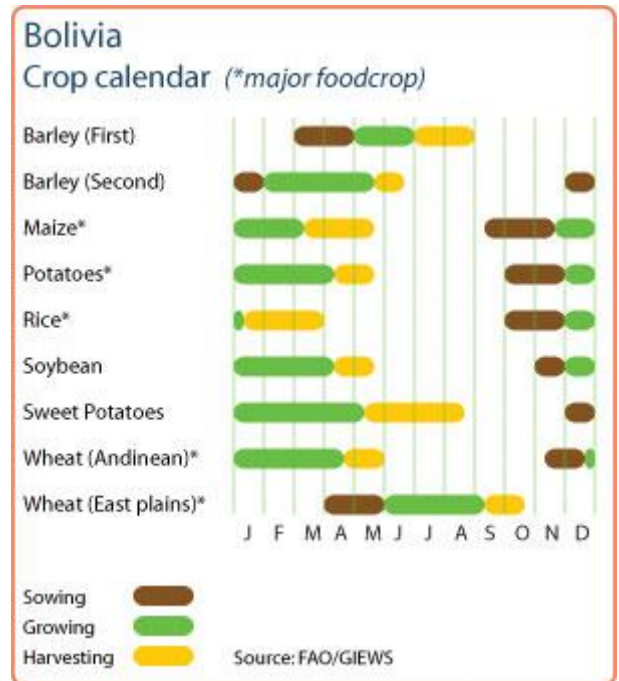 Bolivia
Crop calendar (*major foodcrop)
Barley (First)
Barley (Second)
Maize*
Potatoes*
Rice*
Soybean
Sweet Potatoes
Wheat (Andinean)*
Wheat (East plains)*
J F M A M J J A S O N D
Sowing
Growing
Harvesting Source: FAO/GIEWS